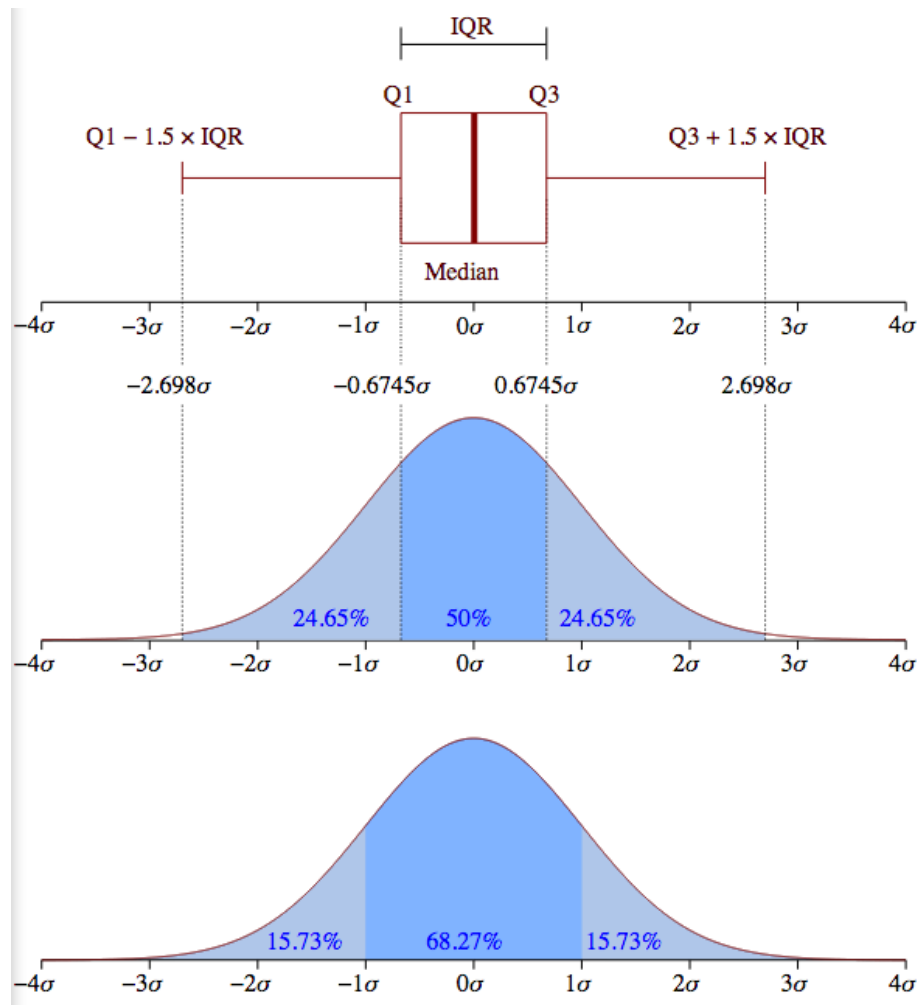 IQR
Q1 Q3
Q1 − 1.5 × IQR Q3 + 1.5 × IQR
Median
−4σ −3σ −2σ −1σ 0σ 1σ 2σ 3σ 4σ
−2.698σ −0.6745σ 0.6745σ 2.698σ
24.65% 50% 24.65%
−4σ −3σ −2σ −1σ 0σ 1σ 2σ 3σ 4σ
15.73% 68.27% 15.73%
−4σ −3σ −2σ −1σ 0σ 1σ 2σ 3σ 4σ